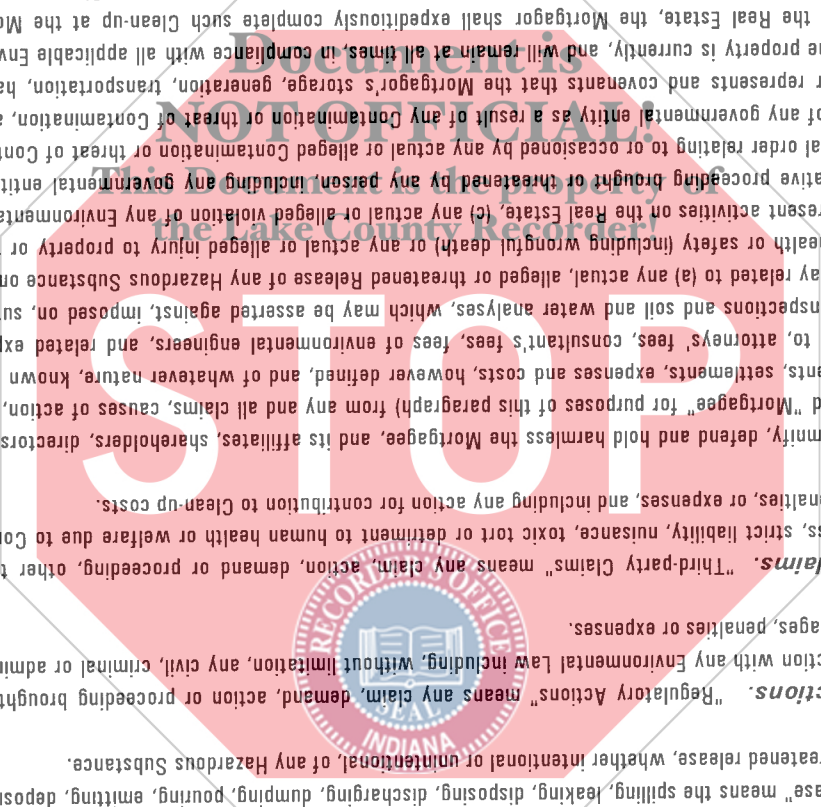 ase" means the spilling, leaking, disposing, discharging, dumping, pouring, emitting, deposi
eatened release, whether intentional or unintentional, of any Hazardous Substance.
ctions. "Regulatory Actions" means any claim, demand, action or proceeding brought
ction with any Environmental Law including, without limitation, any civil, criminal or admin
ages, penalties or expenses.
laims. "Third-party Claims" means any claim, action, demand or proceeding, other t
ss, strict liability, nuisance, toxic tort or detriment to human health or welfare due to Con
enalties, or expenses, and including any action for contribution to Clean-up costs.
mnify, defend and hold harmless the Mortgagee, and its affiliates, shareholders, directors
d "Mortgagee" for purposes of this paragraph) from any and all claims, causes of action,
ents, settlements, expenses and costs, however defined, and of whatever nature, known
to, attorneys' fees, consultant's fees, fees of environmental engineers, and related exp
nspections and soil and water analyses, which may be asserted against, imposed on, su
ay related to (a) any actual, alleged or threatened Release of any Hazardous Substance on
health or safety (including wrongful death) or any actual or alleged injury to property or
resent activities on the Real Estate, (c) any actual or alleged violation of any Environmenta
ative proceeding brought or threatened by any person, including any governmental entit
al order relating to or occasioned by any actual or alleged Contamination or threat of Cont
of any governmental entity as a result of any Contamination or threat of Contamination, a
r represents and covenants that the Mortgagor's storage, generation, transportation, ha
e property is currently, and will remain at all times, in compliance with all applicable Env
the Real Estate, the Mortgagor shall expeditiously complete such Clean-up at the Mo
Document is
NOT OFFICIAL!
This Document is the property of
the Lake County Recorder!
STOP
RECORDER'S OFFICE
SEAL
INDIANA